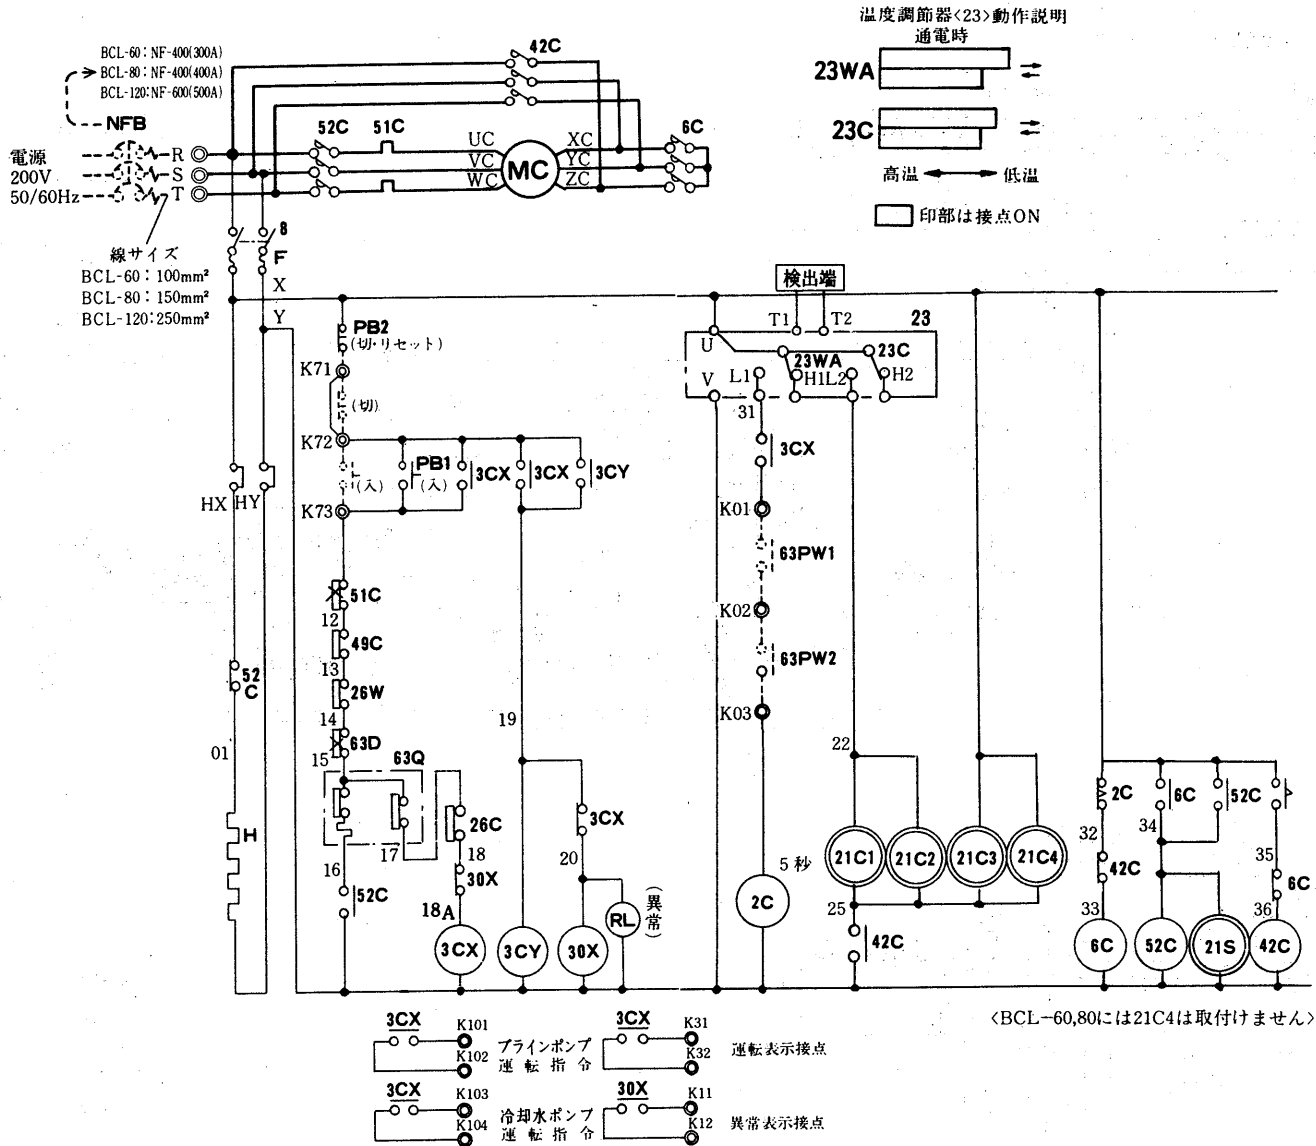 温度調節器<23>動作説明
通電時
23WA
23C
高温 低温
印部は接点ON
BCL-60:NF-400(300A)
BCL-80:NF-400(400A)
BCL-120:NF-600(500A)
NFB
電源
200V
50/60Hz
R
S
T
線サイズ
BCL-60:100mm²
BCL-80:150mm²
BCL-120:250mm²
42C
52C
51C
UC
VC
WC
MC
XC
YC
ZC
6C
8
F
X
Y
PB2
(切・リセット)
K71
(切)
K72
(入)
PB1
(入)
3CX
3CX
3CY
K73
HX
HY
51C
12
49C
13
26W
14
63D
15
63Q
52
C
01
H
16
17
52C
26C
18
30X
18A
3CX
19
3CY
3CX
20
30X
RL
(異常)
検出端
T1
T2
23
U
V
23WA
23C
L1
H1
L2
H2
31
3CX
K01
63PW1
K02
63PW2
K03
5秒
2C
22
21C1
21C2
21C3
21C4
25
42C
2C
6C
52C
32
34
35
42C
6C
33
36
6C
52C
21S
42C
<BCL-60,80には21C4は取付けません>
3CX
K101
K102
ブラインポンプ
運転指令
3CX
K31
K32
運転表示接点
3CX
K103
K104
冷却水ポンプ
運転指令
30X
K11
K12
異常表示接点